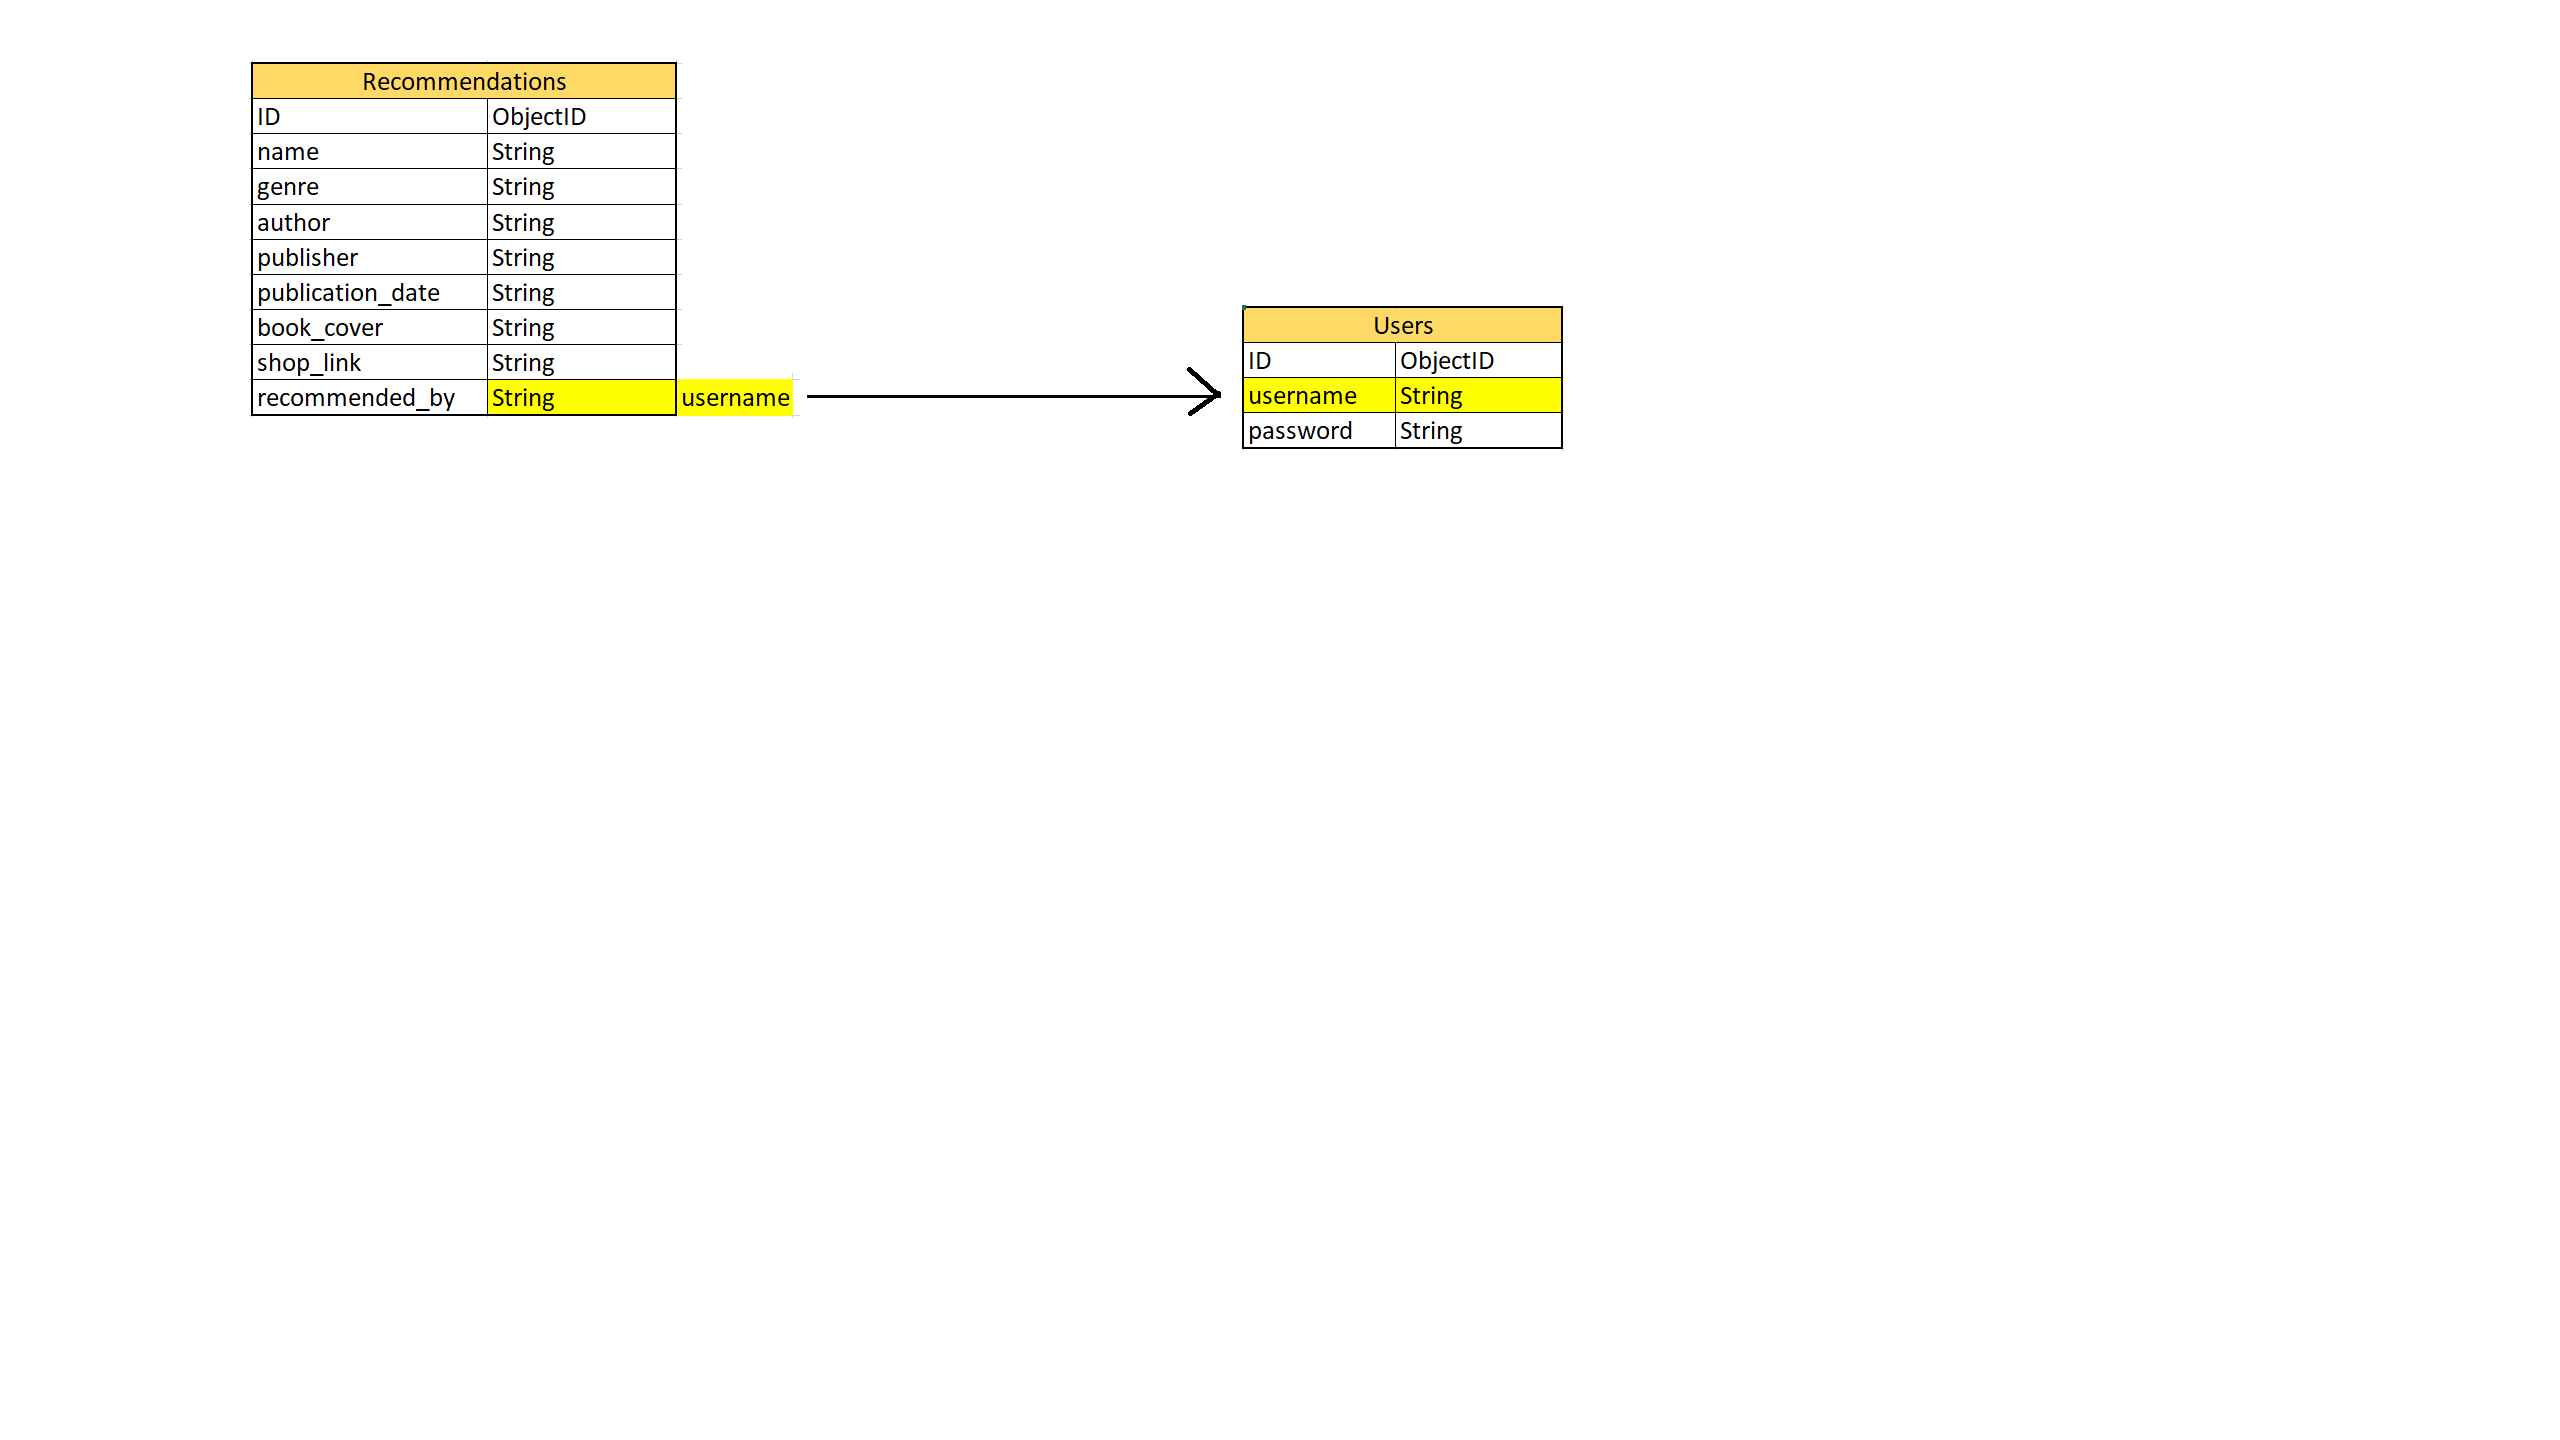 Recommendations
ID ObjectID
name String
genre String
author String
publisher String
publication_date String
book_cover String
shop_link String
recommended_by String username
Users
ID ObjectID
username String
password String